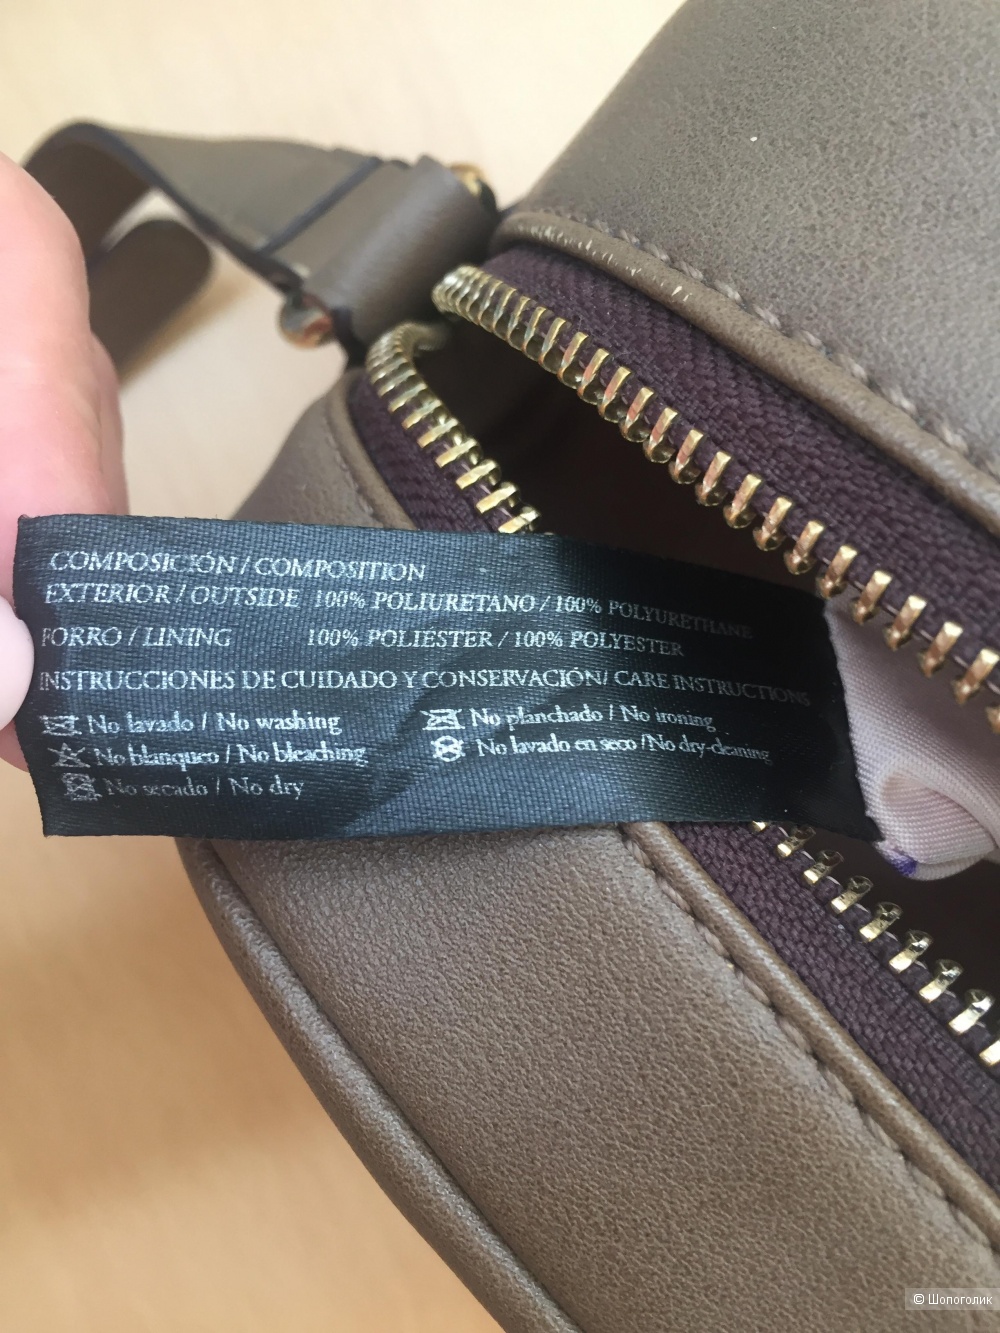 COMPOSICIÓN / COMPOSITION
EXTERIOR / OUTSIDE 100% POLIURETANO / 100% POLYURETHANE
FORRO / LINING 100% POLIESTER / 100% POLYESTER
INSTRUCCIONES DE CUIDADO Y CONSERVACIÓN/ CARE INSTRUCTIONS
No lavado / No washing No planchado / No ironing
No blanqueo / No bleaching No lavado en seco /No dry-cleaning
No secado / No dry
© Шопоголик